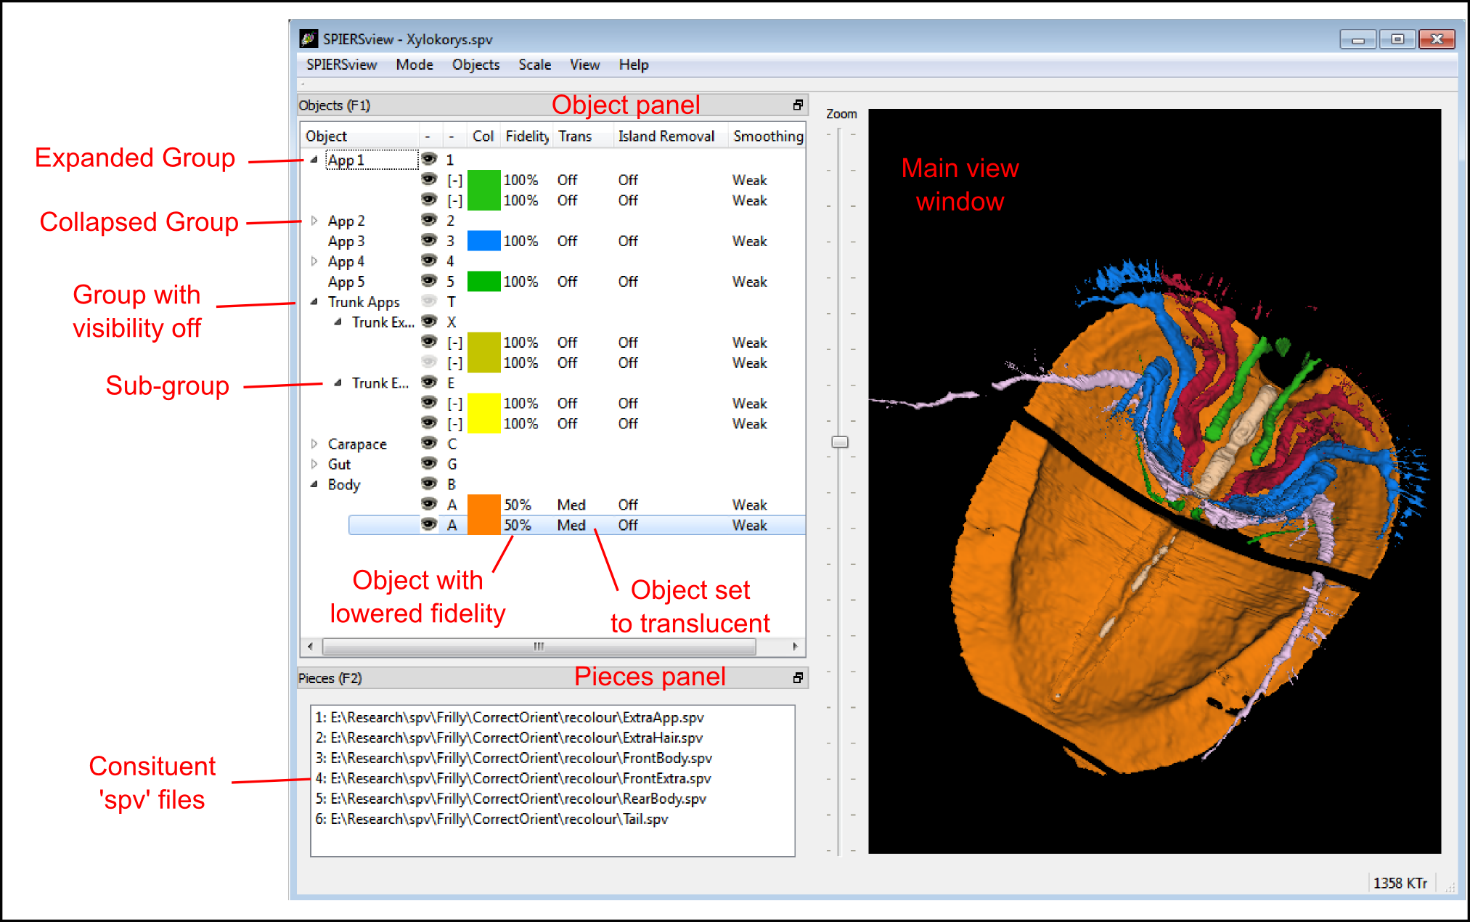 SPIERSview - Xylokorys.spv
SPIERSview Mode Objects Scale View Help
Objects (F1)
Object panel
Object - - Col Fidelity Trans Island Removal Smoothing
Expanded Group
App 1 1
[-] 100% Off Off Weak
[-] 100% Off Off Weak
Collapsed Group
App 2 2
App 3 3 100% Off Off Weak
App 4 4
App 5 5 100% Off Off Weak
Group with
visibility off
Trunk Apps T
Trunk Ex... X
[-] 100% Off Off Weak
[-] 100% Off Off Weak
Sub-group
Trunk E... E
[-] 100% Off Off Weak
[-] 100% Off Off Weak
Carapace C
Gut G
Body B
A 50% Med Off Weak
A 50% Med Off Weak
Object with
lowered fidelity
Object set
to translucent
Pieces (F2)
Pieces panel
1: E:\Research\spv\Frilly\CorrectOrient\recolour\ExtraApp.spv
2: E:\Research\spv\Frilly\CorrectOrient\recolour\ExtraHair.spv
3: E:\Research\spv\Frilly\CorrectOrient\recolour\FrontBody.spv
4: E:\Research\spv\Frilly\CorrectOrient\recolour\FrontExtra.spv
5: E:\Research\spv\Frilly\CorrectOrient\recolour\RearBody.spv
6: E:\Research\spv\Frilly\CorrectOrient\recolour\Tail.spv
Consituent
'spv' files
Zoom
Main view
window
1358 KTr